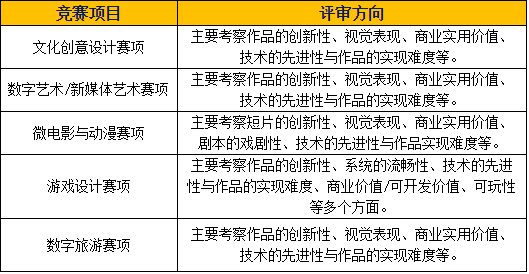 竞赛项目 评审方向
文化创意设计赛项
主要考察作品的创新性、视觉表现、商业实用价值、
技术的先进性与作品的实现难度等。
数字艺术/新媒体艺术赛项
主要考察作品的创新性、视觉表现、商业实用价值、
技术的先进性与作品的实现难度等。
微电影与动漫赛项
主要考察短片的创新性、视觉表现、商业实用价值、
剧本的戏剧性、技术的先进性与作品实现难度等。
游戏设计赛项
主要考察作品的创新性、系统的流畅性、技术的先进
性与作品的实现难度、商业价值/可开发价值、可玩性
等多个方面。
数字旅游赛项
主要考察作品的创新性、视觉表现、商业实用价值、
技术的先进性与作品的实现难度等。